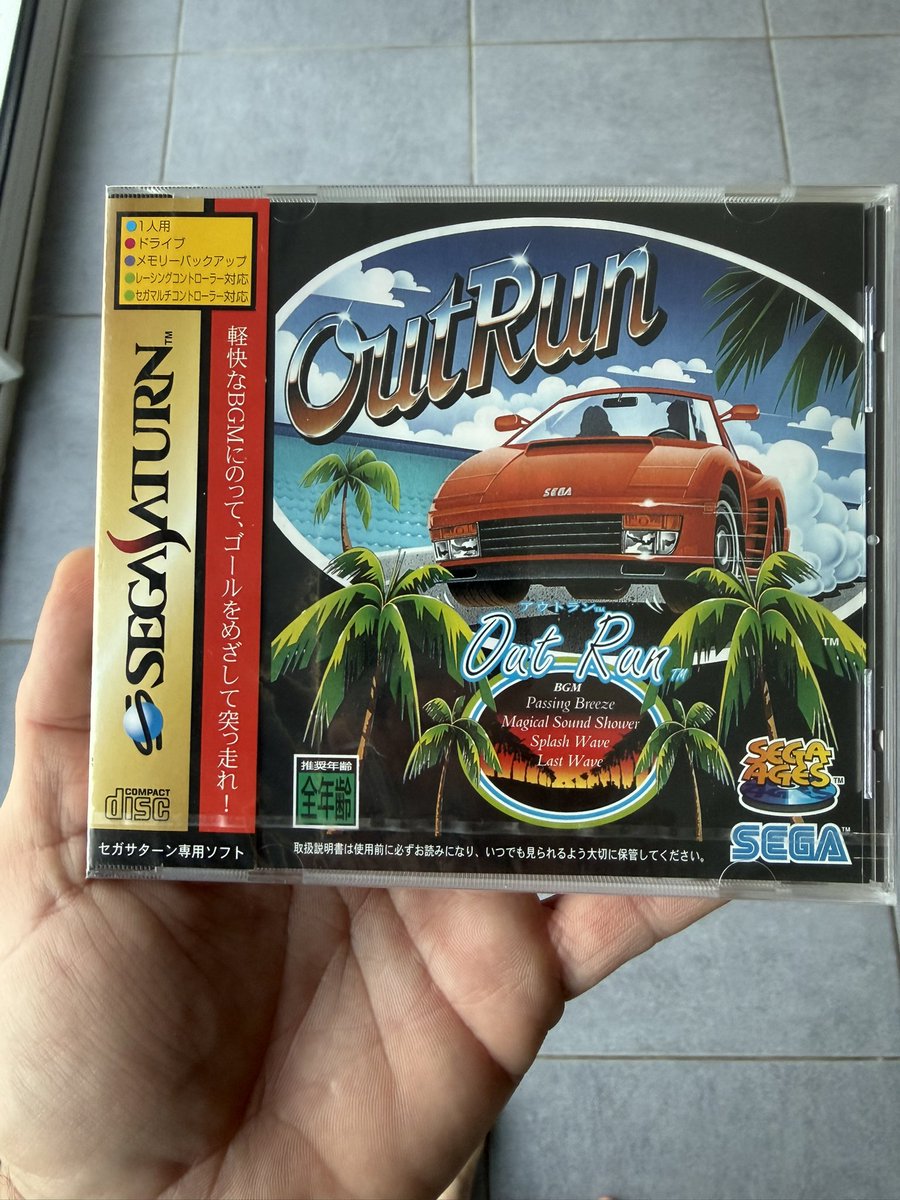 ●1人用
●ドライブ
●メモリーバックアップ
●レーシングコントローラー対応
●セガマルチコントローラー対応
SEGA SATURN™
軽快なBGMにのって、ゴールをめざして突っ走れ！
COMPACT
disc
セガサターン専用ソフト
OutRun
SEGA
アウトラン™
Out Run™
BGM
Passing Breeze
Magical Sound Shower
Splash Wave
Last Wave
TM
推奨年齢
全年齢
SEGA
AGES™
SEGA™
取扱説明書は使用前に必ずお読みになり、いつでも見られるよう大切に保管してください。